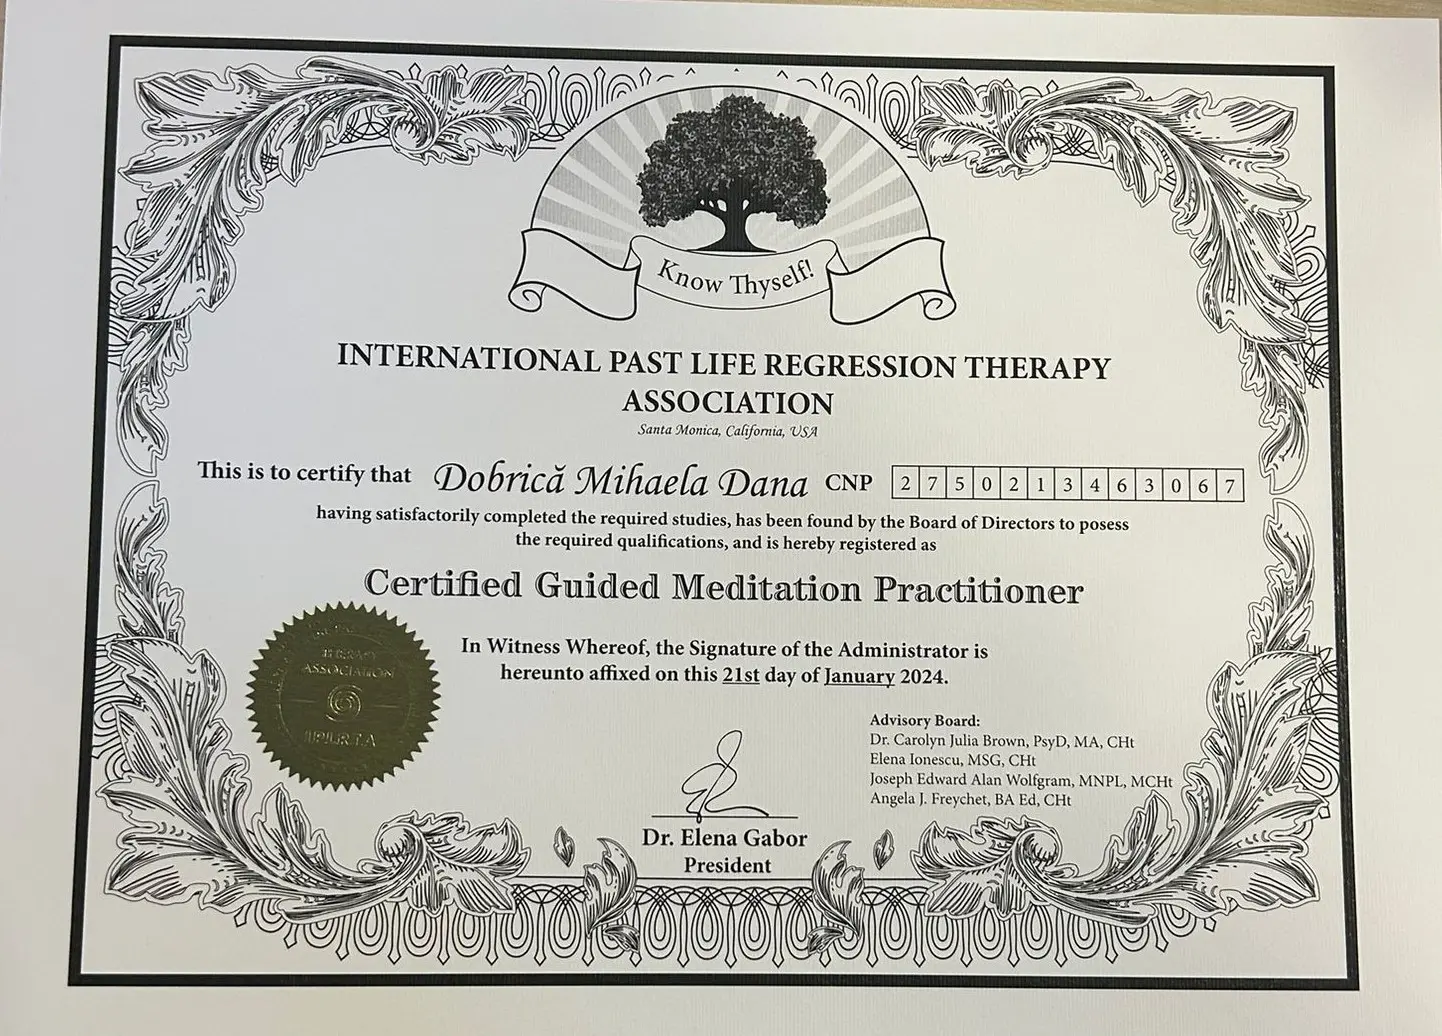 Know Thyself!
INTERNATIONAL PAST LIFE REGRESSION THERAPY
ASSOCIATION
Santa Monica, California, USA
This is to certify that Dobrică Mihaela Dana CNP 2750213463067
having satisfactorily completed the required studies, has been found by the Board of Directors to posess
the required qualifications, and is hereby registered as
Certified Guided Meditation Practitioner
In Witness Whereof, the Signature of the Administrator is
hereunto affixed on this 21st day of January 2024.
THERAPY
ASSOCIATION
Advisory Board:
Dr. Carolyn Julia Brown, PsyD, MA, CHt
Elena Ionescu, MSG, CHt
Joseph Edward Alan Wolfgram, MNPL, MCHt
Angela J. Freychet, BA Ed, CHt
Dr. Elena Gabor
President